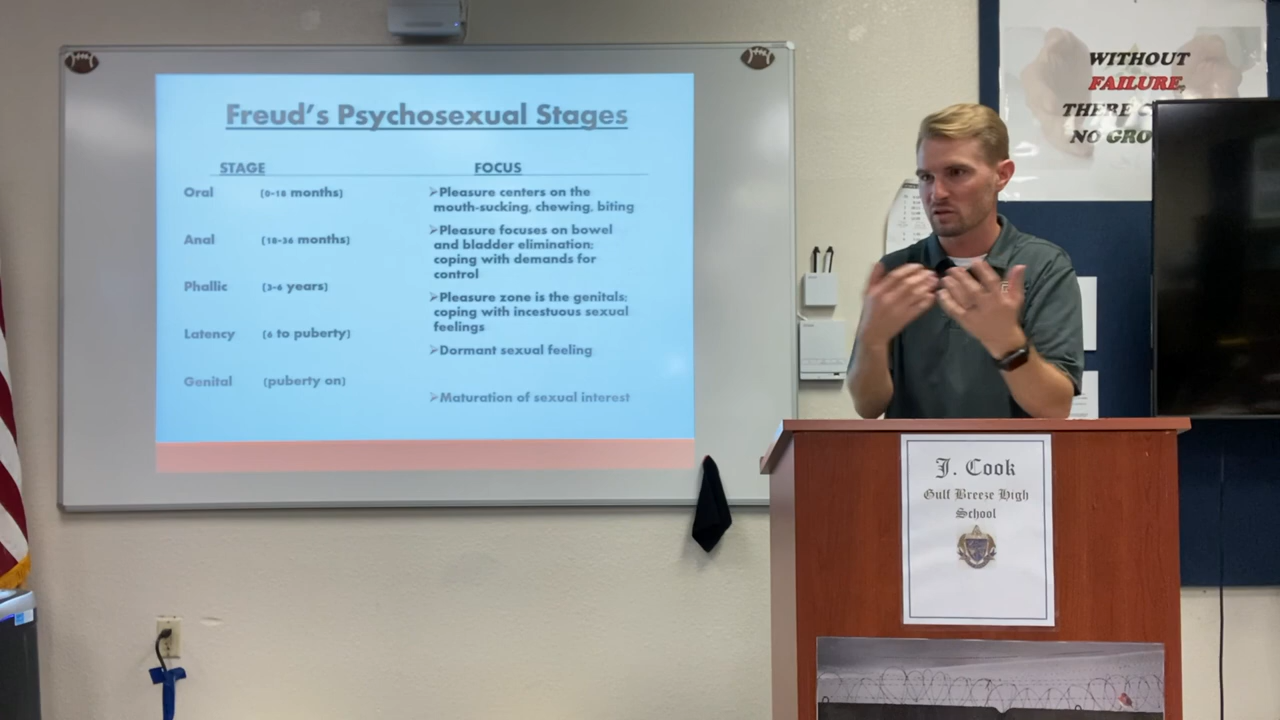 Freud's Psychosexual Stages
STAGE FOCUS
Oral (0-18 months)
➢Pleasure centers on the
mouth-sucking, chewing, biting
Anal (18-36 months)
➢Pleasure focuses on bowel
and bladder elimination;
coping with demands for
control
Phallic (3-6 years)
➢Pleasure zone is the genitals;
coping with incestuous sexual
feelings
Latency (6 to puberty)
➢Dormant sexual feeling
Genital (puberty on)
➢Maturation of sexual interest
WITHOUT
FAILURE,
THERE
NO
J. Cook
Gulf Breeze High
School